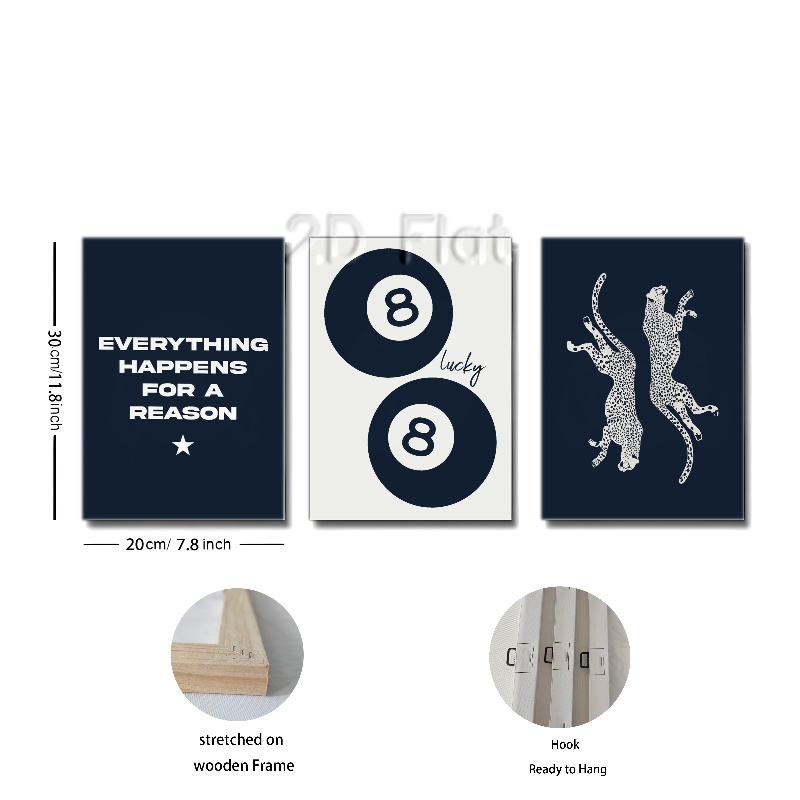 2D Flat
EVERYTHING
HAPPENS
FOR A
REASON
8
lucky
8
30cm/11.8inch
20cm/ 7.8 inch
stretched on
wooden Frame
Hook
Ready to Hang